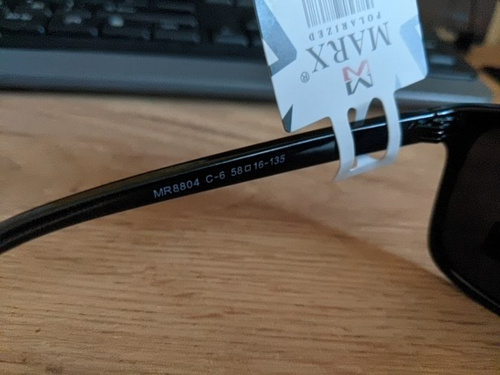 MARX
®
POLARIZED
MR8804 C-6 58□16-135